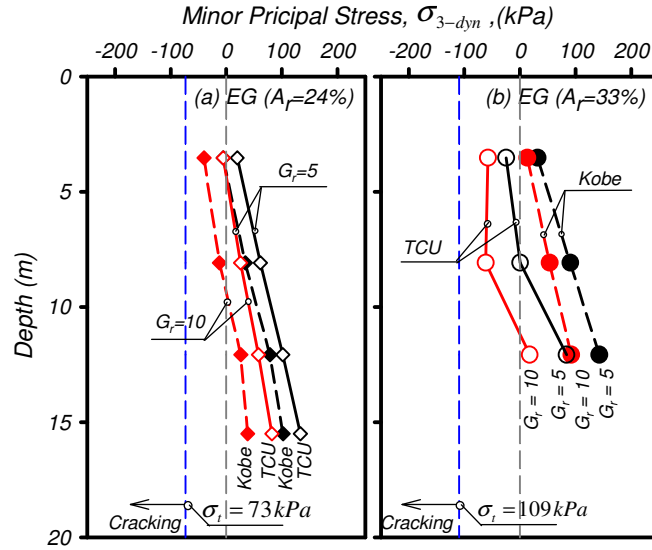 Minor Pricipal Stress, σ3-dyn ,(kPa)
-200 -100 0 100 200 -200 -100 0 100 200
0
5
10
15
20
Depth (m)
(a) EG (Ar=24%)
Gr=5
Gr=10
Kobe
TCU
Kobe
TCU
σt = 73kPa
Cracking
(b) EG (Ar=33%)
Kobe
TCU
Gr = 10
Gr = 5
Gr = 10
Gr = 5
σt = 109kPa
Cracking